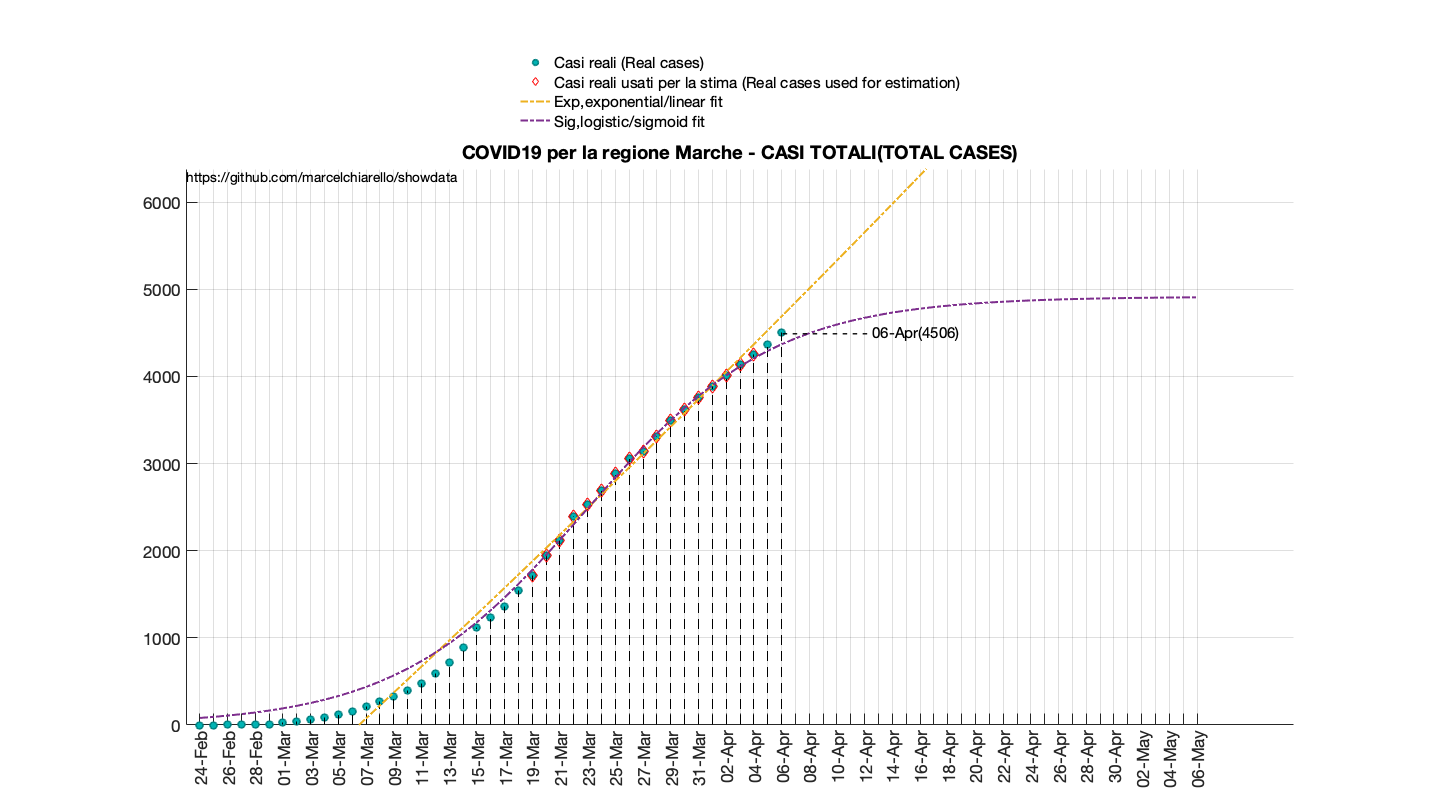 Casi reali (Real cases)
Casi reali usati per la stima (Real cases used for estimation)
Exp,exponential/linear fit
Sig,logistic/sigmoid fit
COVID19 per la regione Marche - CASI TOTALI(TOTAL CASES)
https://github.com/marcelchiarello/showdata
6000
5000
06-Apr(4506)
4000
3000
2000
1000
0
24-Feb
26-Feb
28-Feb
01-Mar
03-Mar
05-Mar
07-Mar
09-Mar
11-Mar
13-Mar
15-Mar
17-Mar
19-Mar
21-Mar
23-Mar
25-Mar
27-Mar
29-Mar
31-Mar
02-Apr
04-Apr
06-Apr
08-Apr
10-Apr
12-Apr
14-Apr
16-Apr
18-Apr
20-Apr
22-Apr
24-Apr
26-Apr
28-Apr
30-Apr
02-May
04-May
06-May